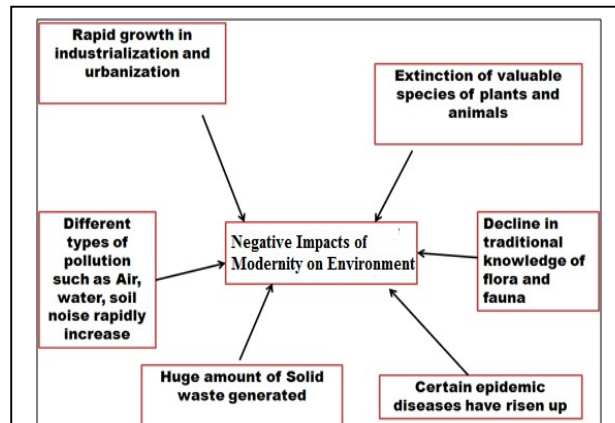 Rapid growth in
industrialization and
urbanization
Extinction of valuable
species of plants and
animals
Different
types of
pollution
such as Air,
water, soil
noise rapidly
increase
Negative Impacts of
Modernity on Environment
Decline in
traditional
knowledge of
flora and
fauna
Huge amount of Solid
waste generated
Certain epidemic
diseases have risen up